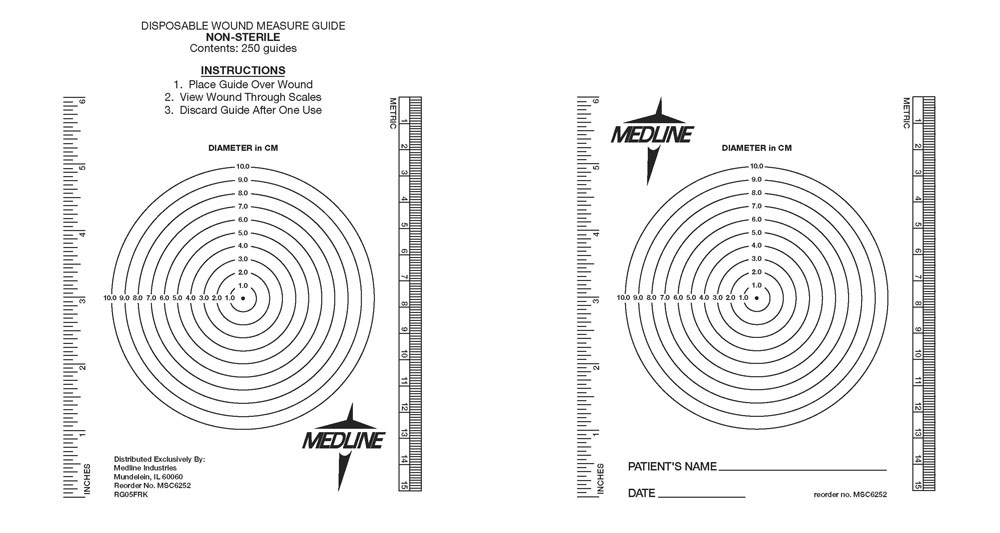 DISPOSABLE WOUND MEASURE GUIDE
NON-STERILE
Contents: 250 guides
INSTRUCTIONS
1. Place Guide Over Wound
2. View Wound Through Scales
3. Discard Guide After One Use
6
5
4
3
2
1
INCHES
DIAMETER in CM
10.0
9.0
8.0
7.0
6.0
5.0
4.0
3.0
2.0
1.0
10.0 9.0 8.0 7.0 6.0 5.0 4.0 3.0 2.0 1.0
METRIC
1
2
3
4
5
6
7
8
9
10
11
12
13
14
15
MEDLINE
Distributed Exclusively By:
Medline Industries
Mundelein, IL 60060
Reorder No. MSC6252
RG05FRK
6
5
4
3
2
1
INCHES
MEDLINE
DIAMETER in CM
10.0
9.0
8.0
7.0
6.0
5.0
4.0
3.0
2.0
1.0
10.0 9.0 8.0 7.0 6.0 5.0 4.0 3.0 2.0 1.0
METRIC
1
2
3
4
5
6
7
8
9
10
11
12
13
14
15
PATIENT'S NAME
DATE
reorder no. MSC6252